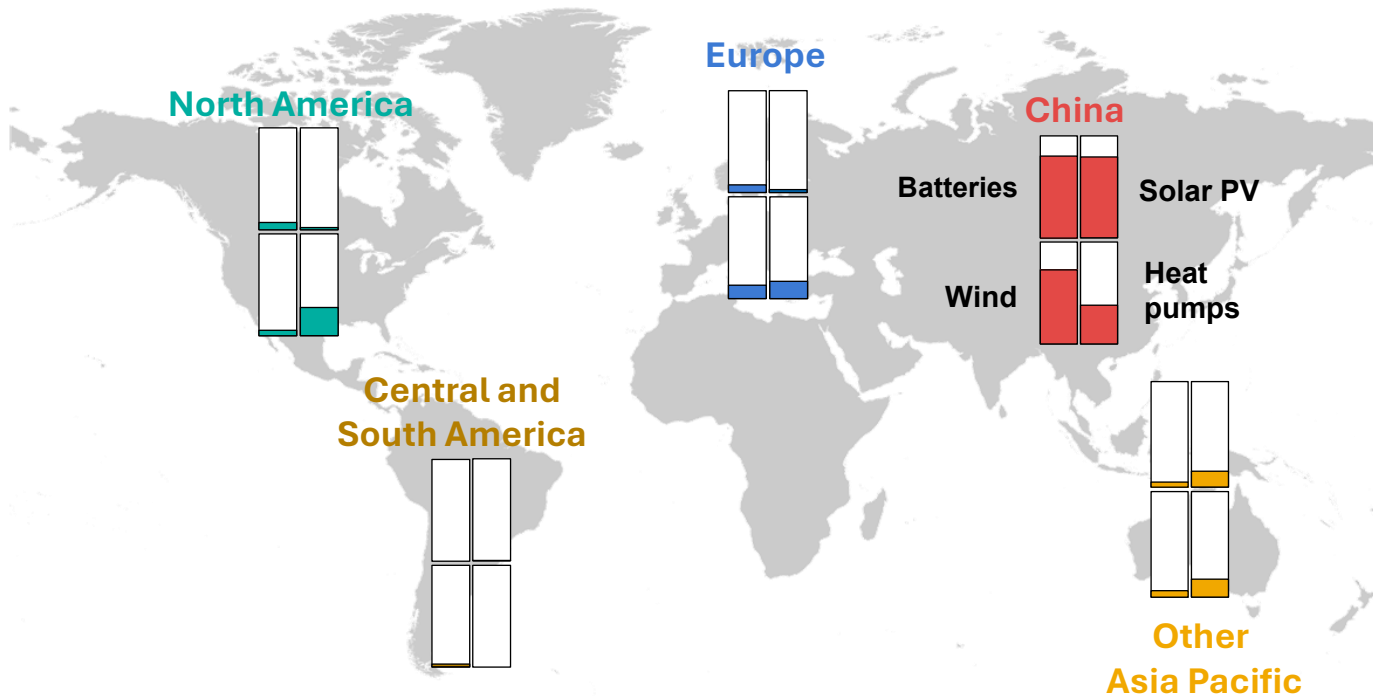 Europe
North America
China
Batteries
Solar PV
Wind
Heat
pumps
Central and
South America
Other
Asia Pacific